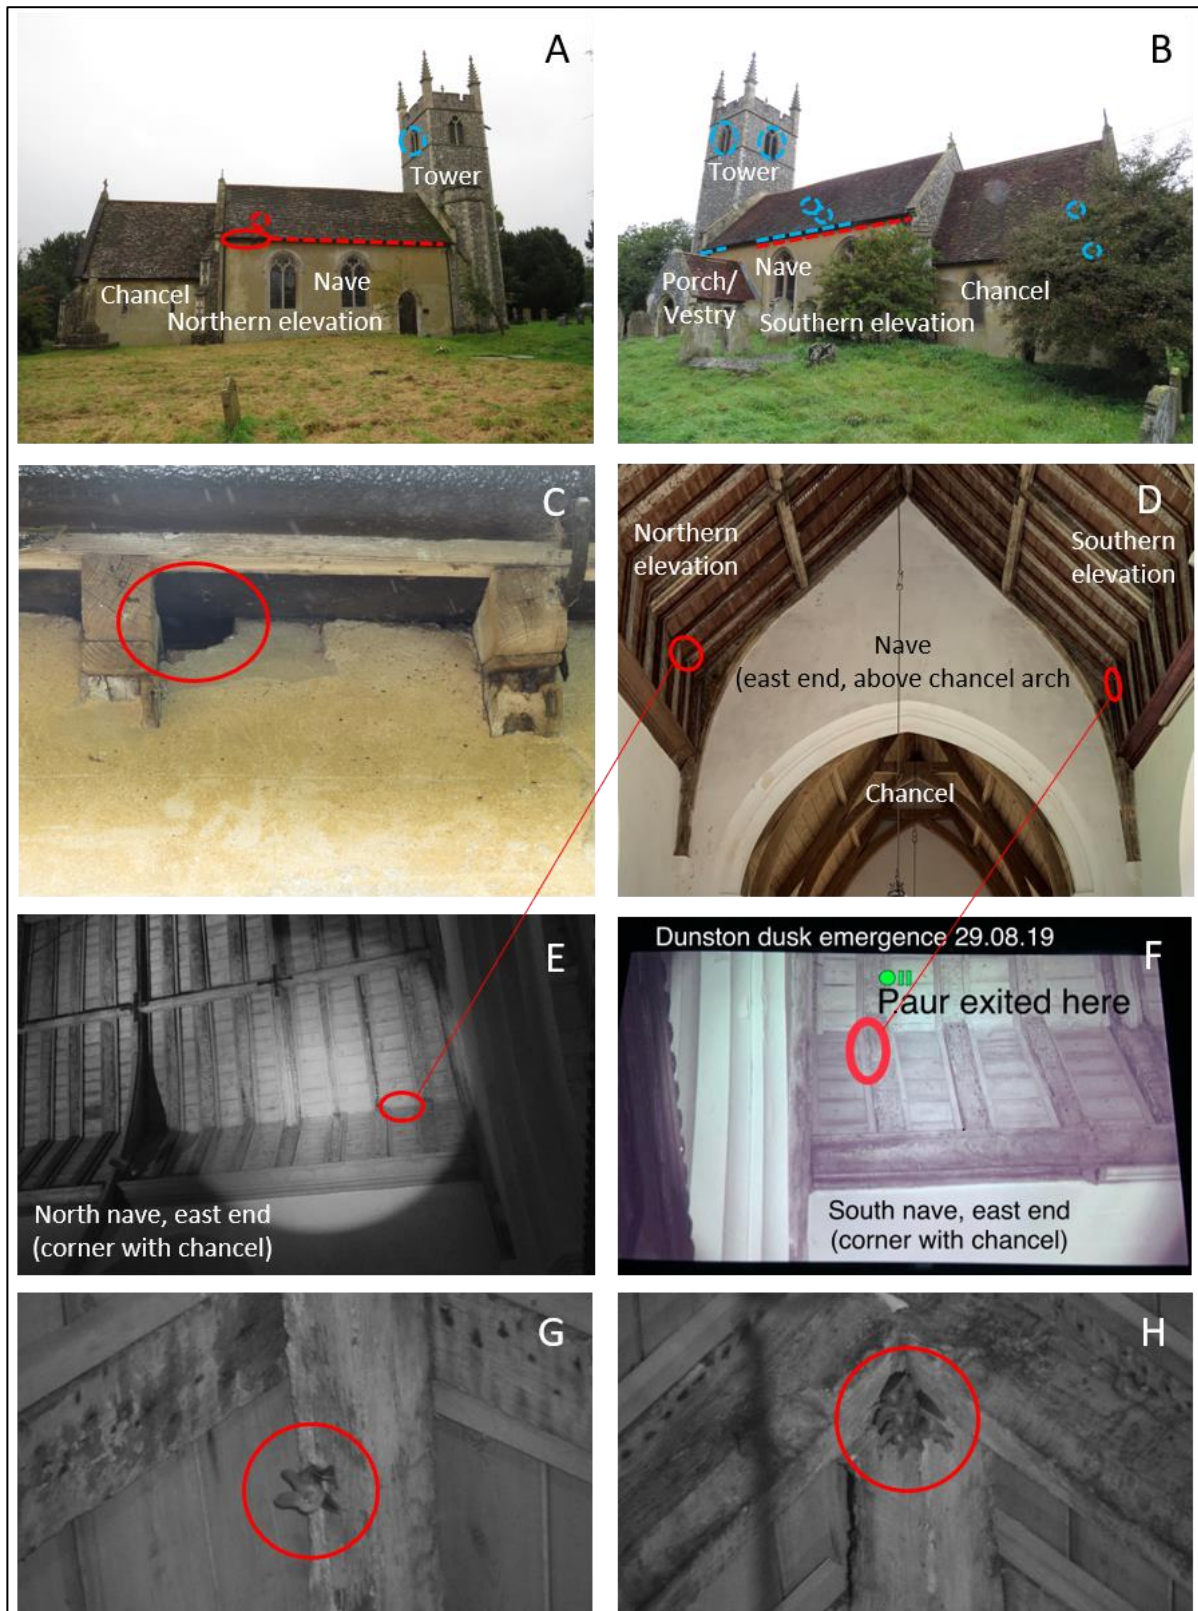 A
Tower
Chancel
Nave
Northern elevation
B
Tower
Porch/
Vestry
Nave
Chancel
Southern elevation
C
D
Northern
elevation
Southern
elevation
Nave
(east end, above chancel arch
Chancel
E
North nave, east end
(corner with chancel)
Dunston dusk emergence 29.08.19
F
P.aur exited here
South nave, east end
(corner with chancel)
G
H